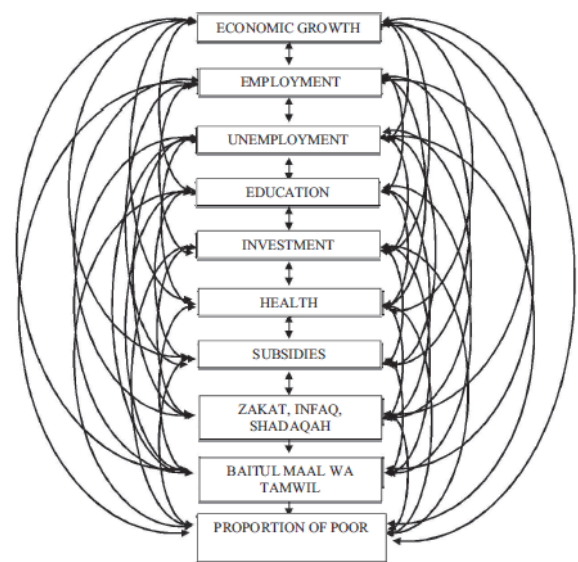 ECONOMIC GROWTH
EMPLOYMENT
UNEMPLOYMENT
EDUCATION
INVESTMENT
HEALTH
SUBSIDIES
ZAKAT, INFAQ,
SHADAQAH
BAITUL MAAL WA
TAMWIL
PROPORTION OF POOR